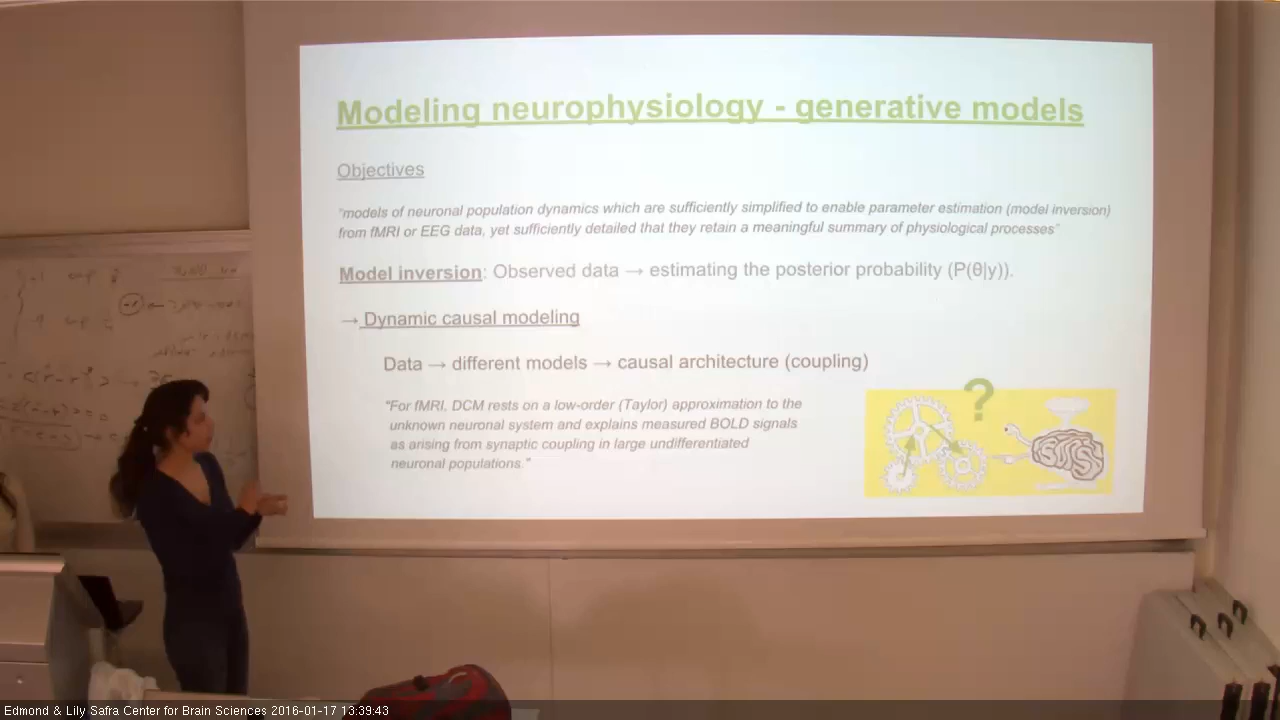 Modeling neurophysiology - generative models
Objectives
"models of neuronal population dynamics which are sufficiently simplified to enable parameter estimation (model inversion)
from fMRI or EEG data, yet sufficiently detailed that they retain a meaningful summary of physiological processes"
Model inversion: Observed data → estimating the posterior probability (P(θ|y)).
→ Dynamic causal modeling
Data → different models → causal architecture (coupling)
"For fMRI, DCM rests on a low-order (Taylor) approximation to the
unknown neuronal system and explains measured BOLD signals
as arising from synaptic coupling in large undifferentiated
neuronal populations."
?
Edmond & Lily Safra Center for Brain Sciences 2016-01-17 13:39:43